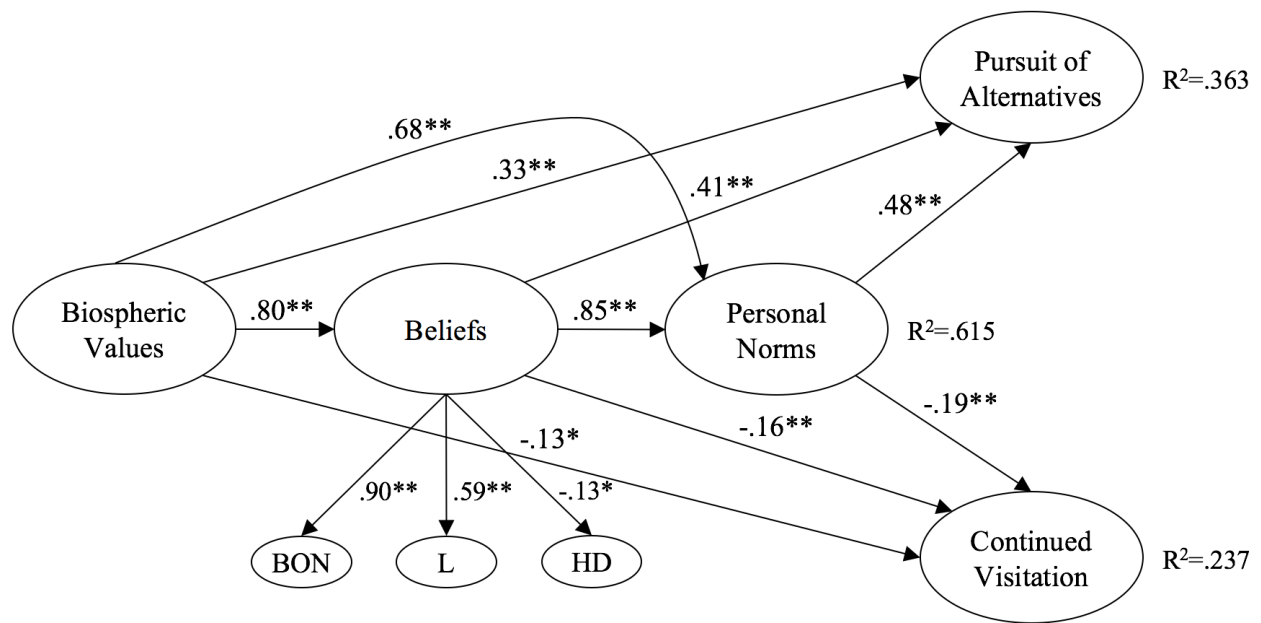 Pursuit of
Alternatives
R²=.363
.68**
.33**
.41**
.48**
Biospheric
Values
.80**
Beliefs
.85**
Personal
Norms
R²=.615
-.13*
-.16**
-.19**
.90**
.59**
-.13*
BON
L
HD
Continued
Visitation
R²=.237